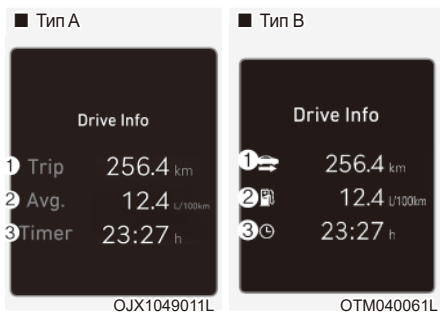 ■ Тип A
Drive Info
1 Trip 256.4 km
2 Avg. 12.4 L/100km
3 Timer 23:27 h
OJX1049011L
■ Тип B
Drive Info
1 256.4 km
2 12.4 L/100km
3 23:27 h
OTM040061L